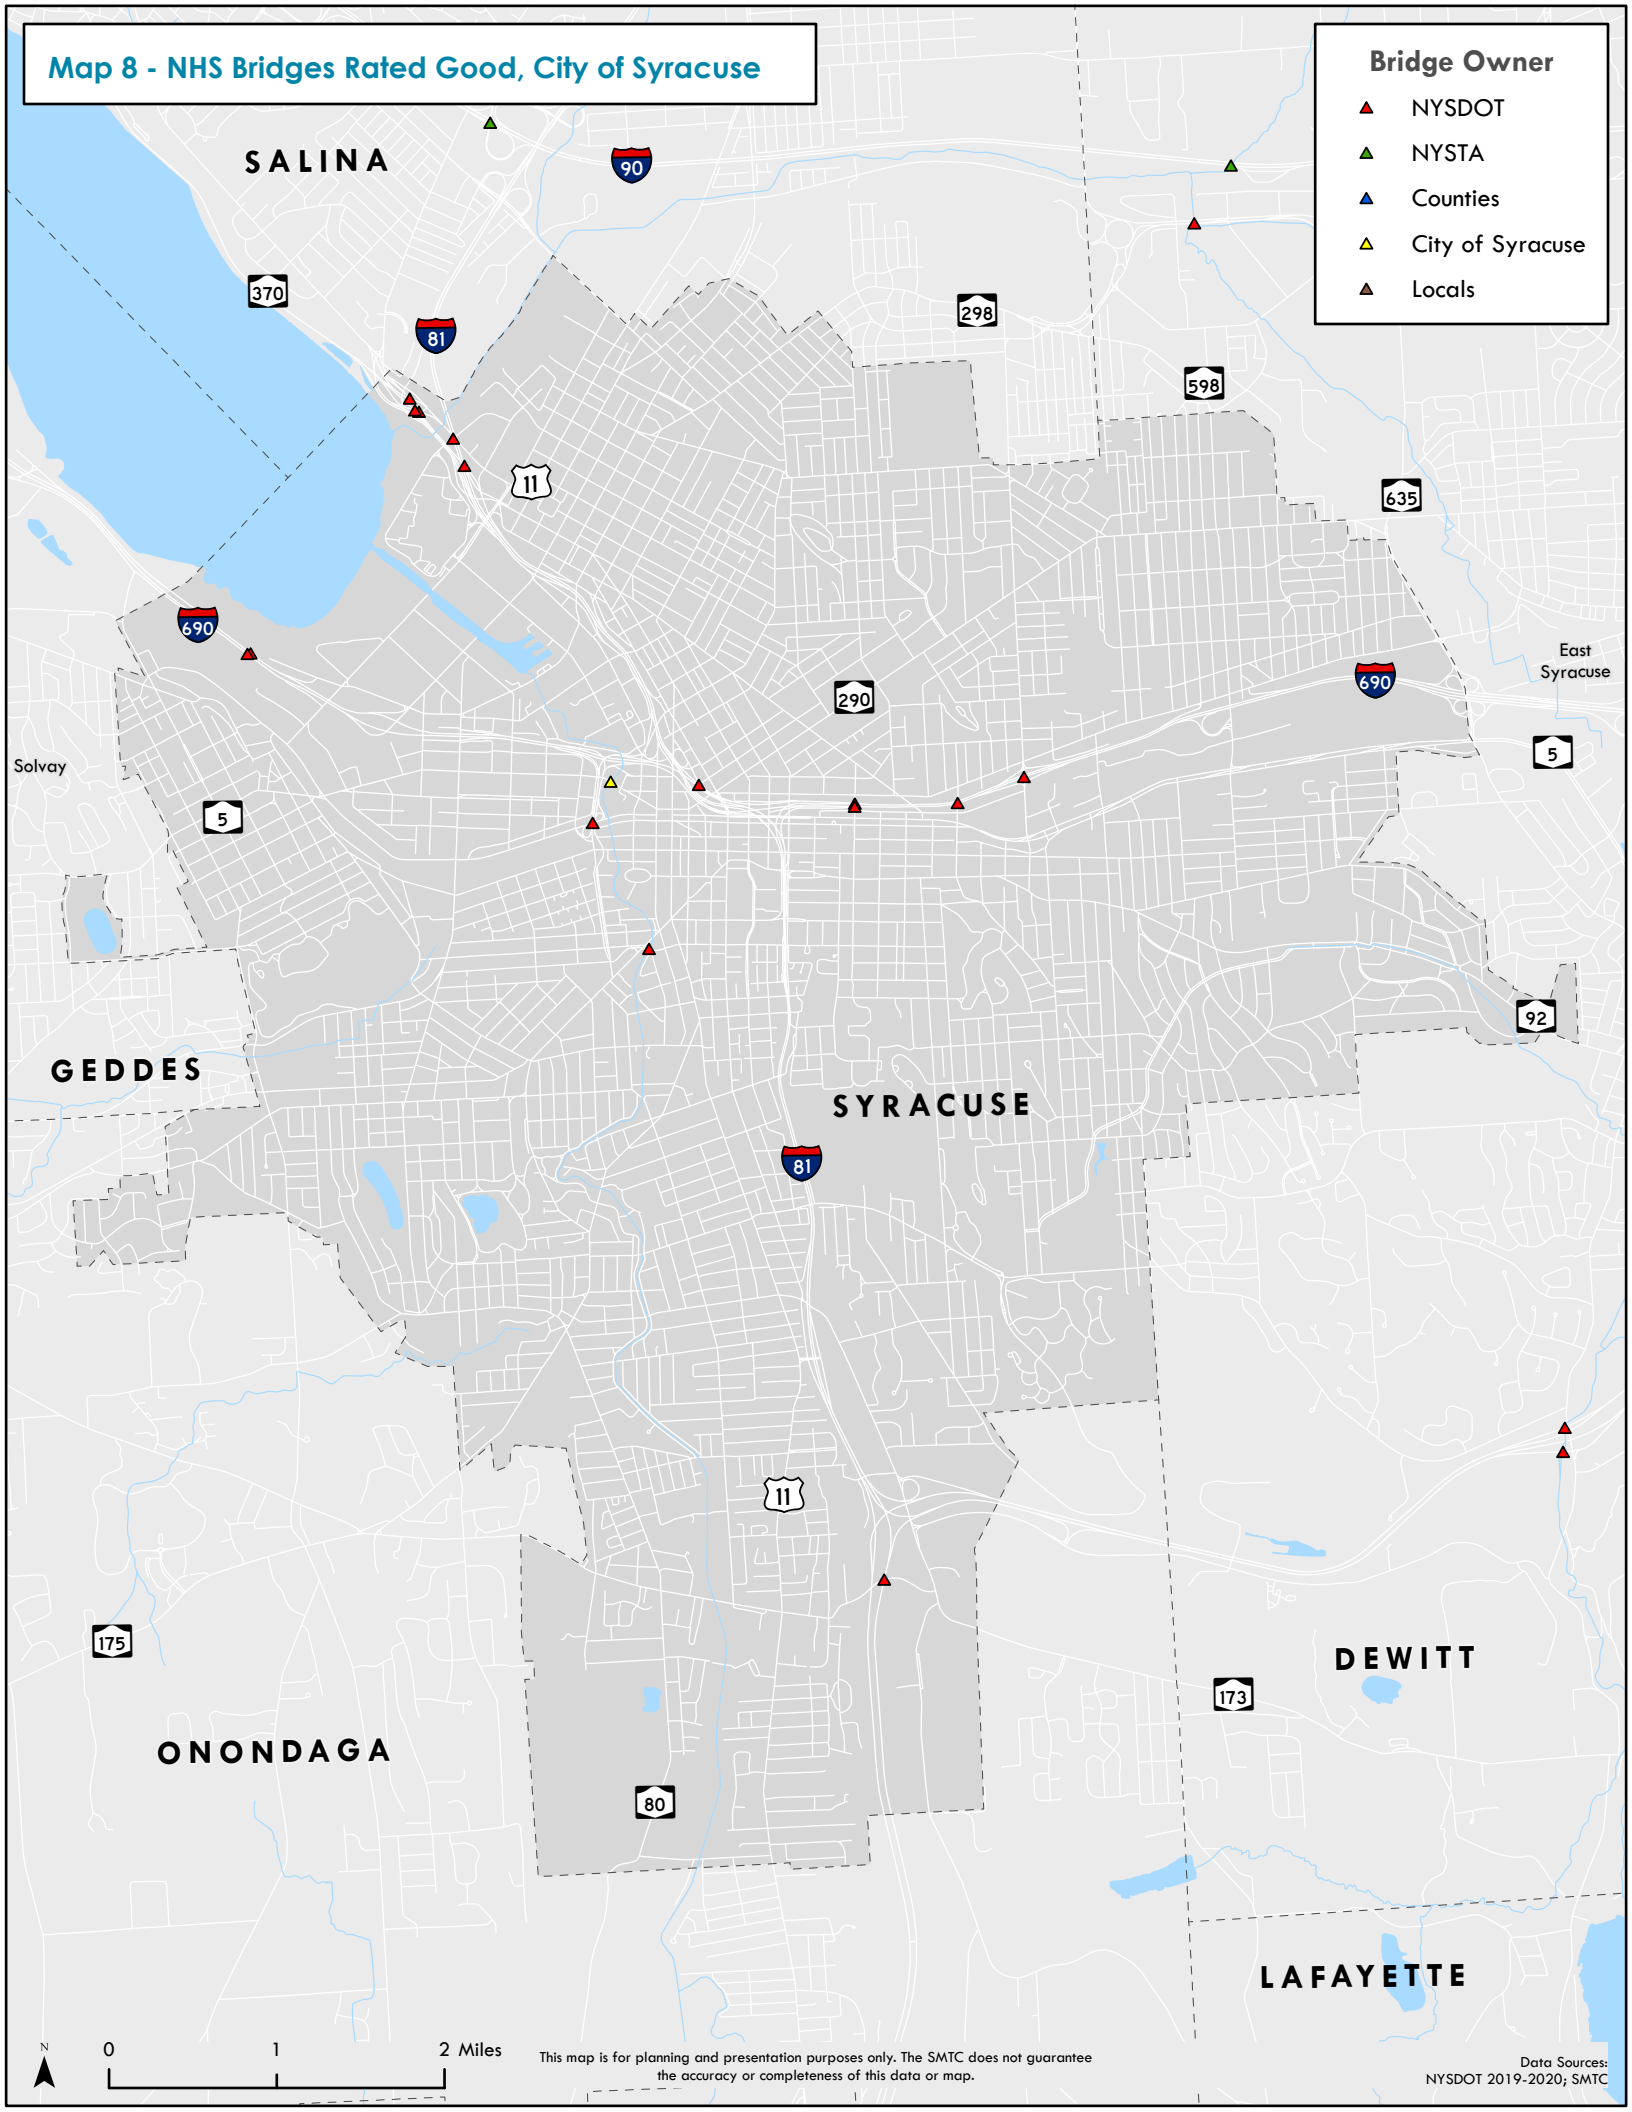 Map 8 - NHS Bridges Rated Good, City of Syracuse
Bridge Owner
NYSDOT
NYSTA
Counties
City of Syracuse
Locals
SALINA
90
370
81
298
598
11
635
690
East
Syracuse
690
290
5
Solvay
5
92
GEDDES
SYRACUSE
81
11
175
DEWITT
173
ONONDAGA
80
LAFAYETTE
N
0 1 2 Miles
This map is for planning and presentation purposes only. The SMTC does not guarantee
the accuracy or completeness of this data or map.
Data Sources:
NYSDOT 2019-2020; SMTC